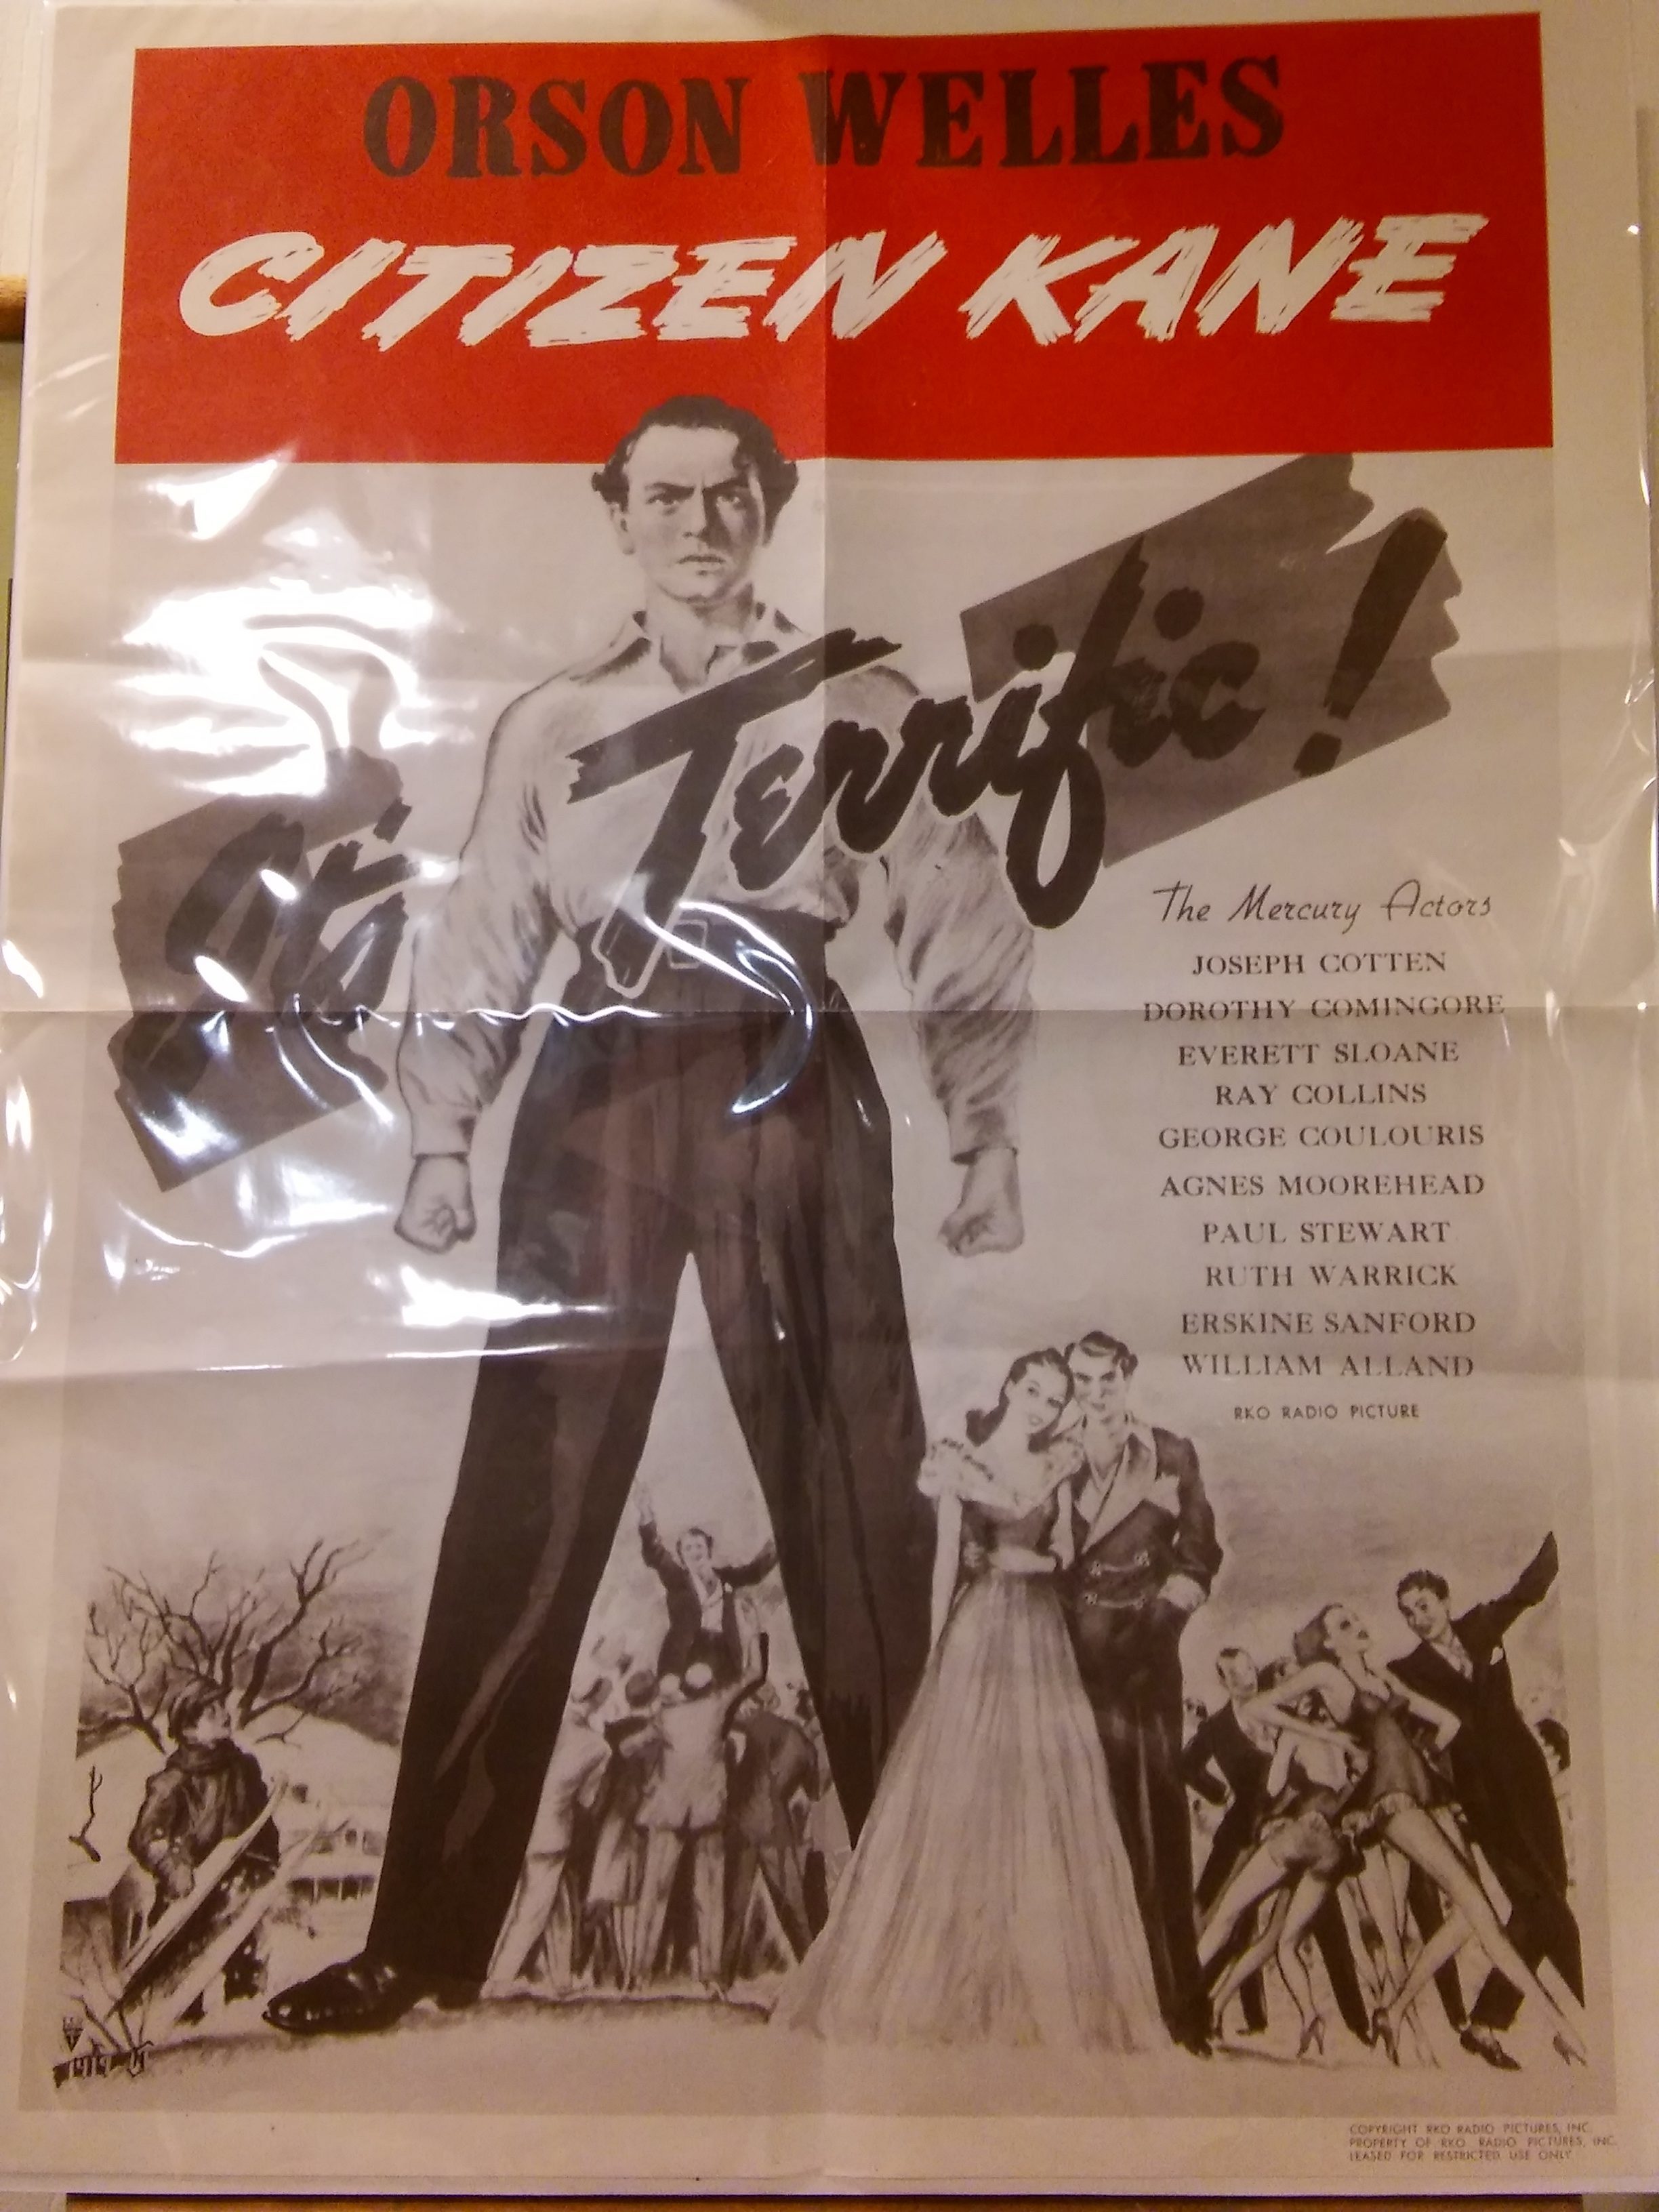 ORSON WELLES
CITIZEN KANE
It's Terrific!
The Mercury Actors
JOSEPH COTTEN
DOROTHY COMINGORE
EVERETT SLOANE
RAY COLLINS
GEORGE COULOURIS
AGNES MOOREHEAD
PAUL STEWART
RUTH WARRICK
ERSKINE SANFORD
WILLIAM ALLAND
RKO RADIO PICTURE
COPYRIGHT RKO RADIO PICTURES, INC.
PROPERTY OF RKO RADIO PICTURES, INC.
LEASED FOR RESTRICTED USE ONLY